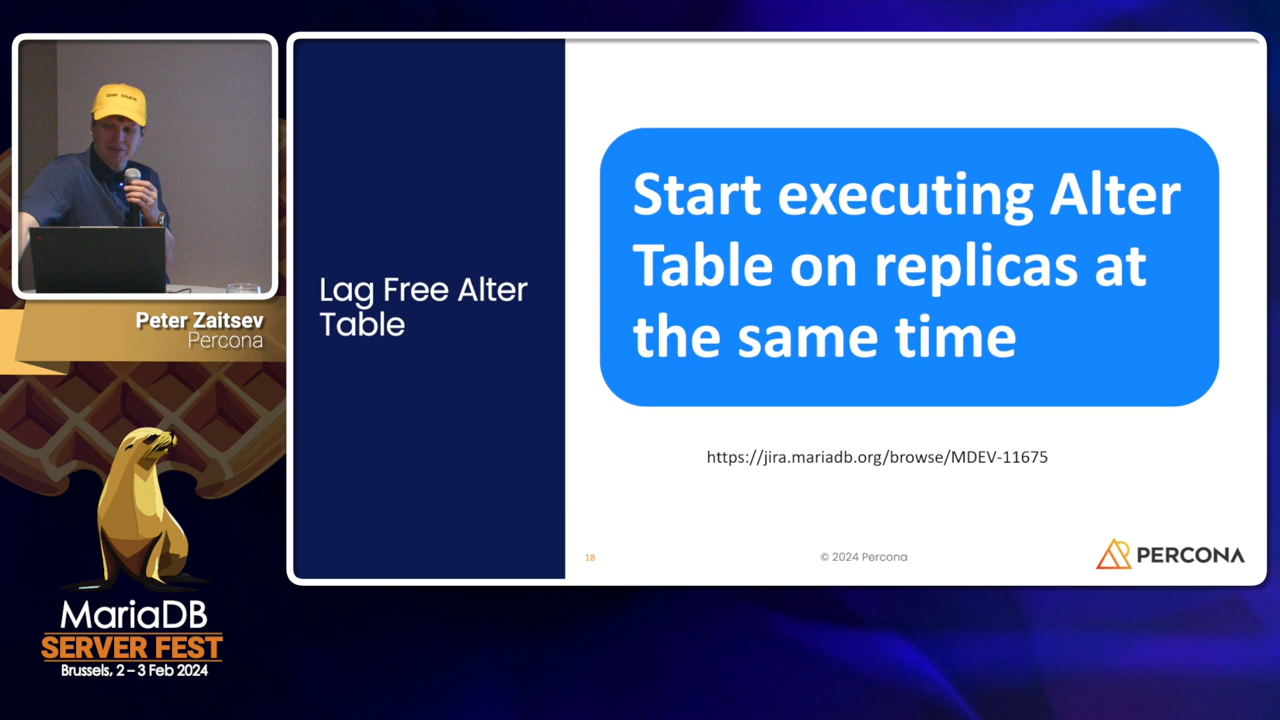 Peter Zaitsev
Percona
MariaDB
SERVER FEST
Brussels, 2 – 3 Feb 2024
Lag Free Alter
Table
Start executing Alter
Table on replicas at
the same time
https://jira.mariadb.org/browse/MDEV-11675
18
© 2024 Percona
PERCONA